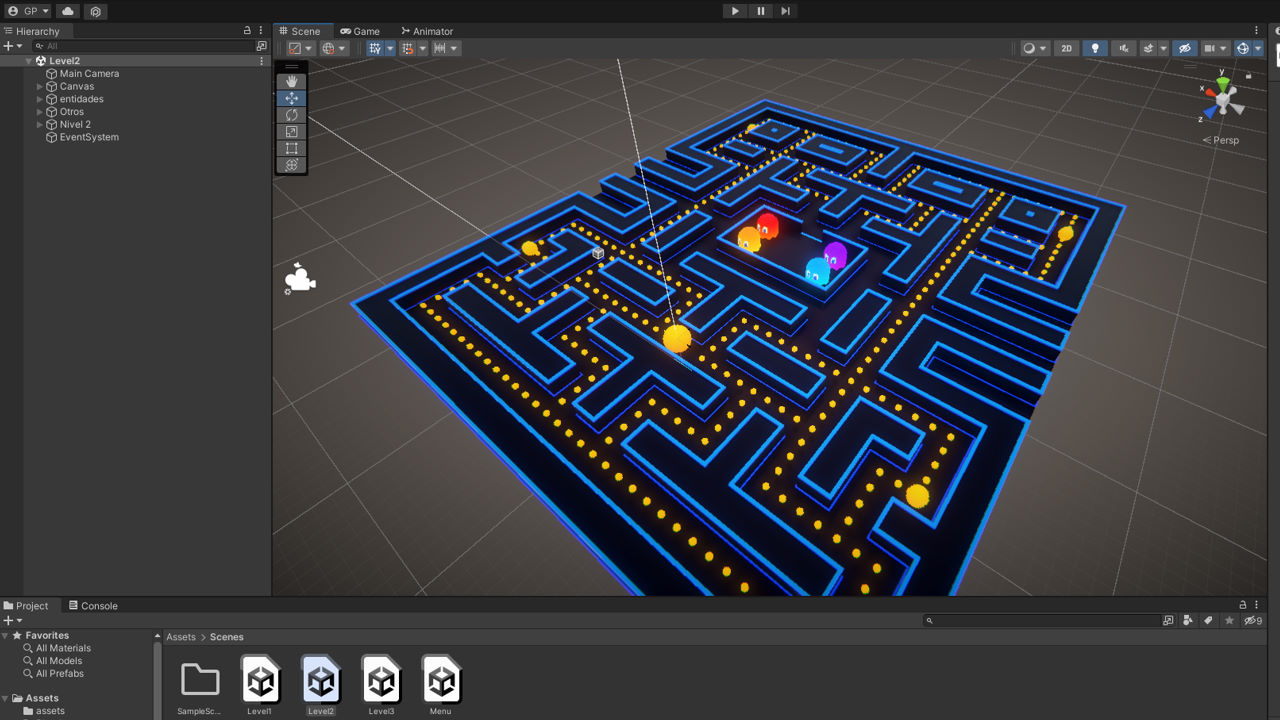 GP
Hierarchy
All
Level2
Main Camera
Canvas
entidades
Otros
Nivel 2
EventSystem
Scene
Game
Animator
2D
y
x
z
Persp
Project
Console
9
Favorites
All Materials
All Models
All Prefabs
Assets
assets
Assets > Scenes
SampleSc...
Level1
Level2
Level3
Menu